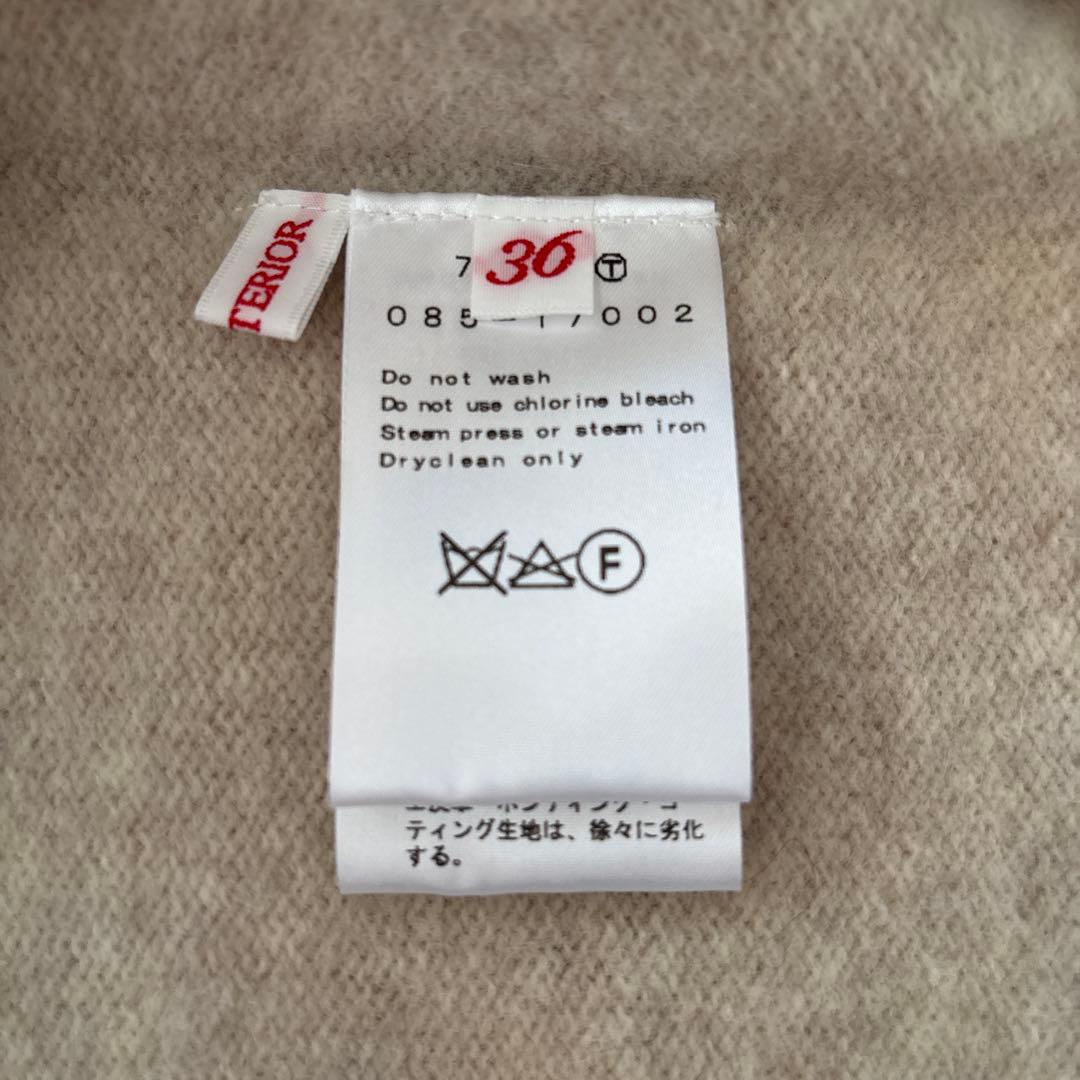 TERIOR
7 36 Ⓣ
085-17002
Do not wash
Do not use chlorine bleach
Steam press or steam iron
Dryclean only
F
ティング生地は、徐々に劣化
する。